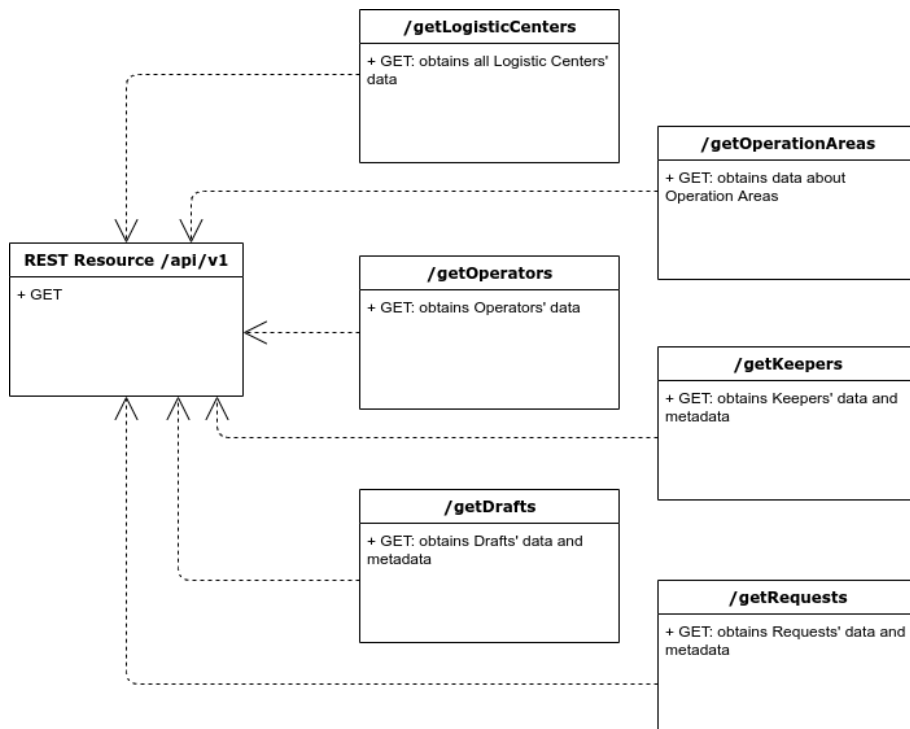 /getLogisticCenters
+ GET: obtains all Logistic Centers'
data
/getOperationAreas
+ GET: obtains data about
Operation Areas
REST Resource /api/v1
+ GET
/getOperators
+ GET: obtains Operators' data
/getKeepers
+ GET: obtains Keepers' data and
metadata
/getDrafts
+ GET: obtains Drafts' data and
metadata
/getRequests
+ GET: obtains Requests' data and
metadata